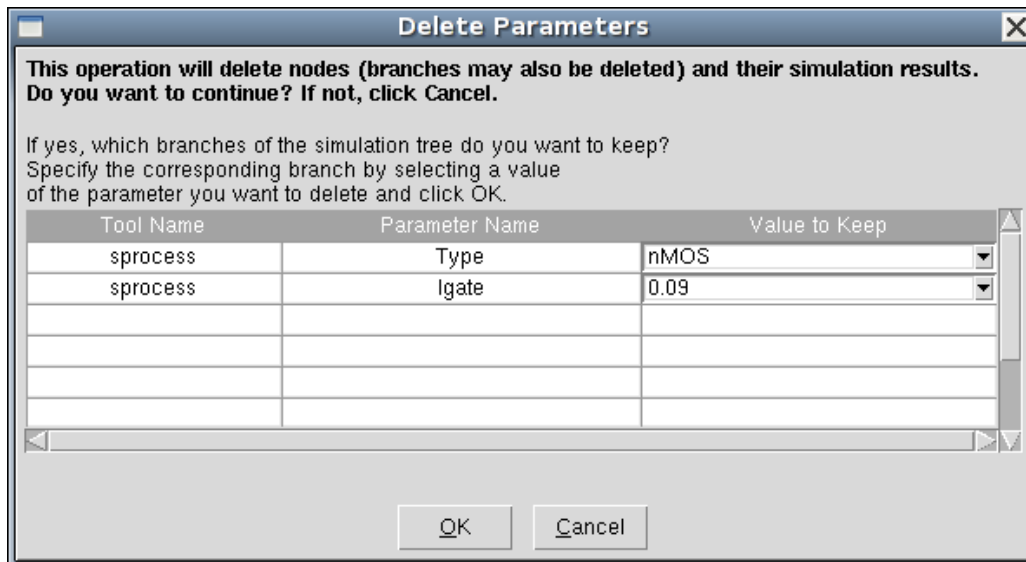 Delete Parameters
This operation will delete nodes (branches may also be deleted) and their simulation results.
Do you want to continue? If not, click Cancel.
If yes, which branches of the simulation tree do you want to keep?
Specify the corresponding branch by selecting a value
of the parameter you want to delete and click OK.
Tool Name Parameter Name Value to Keep
sprocess Type nMOS
sprocess lgate 0.09
OK Cancel